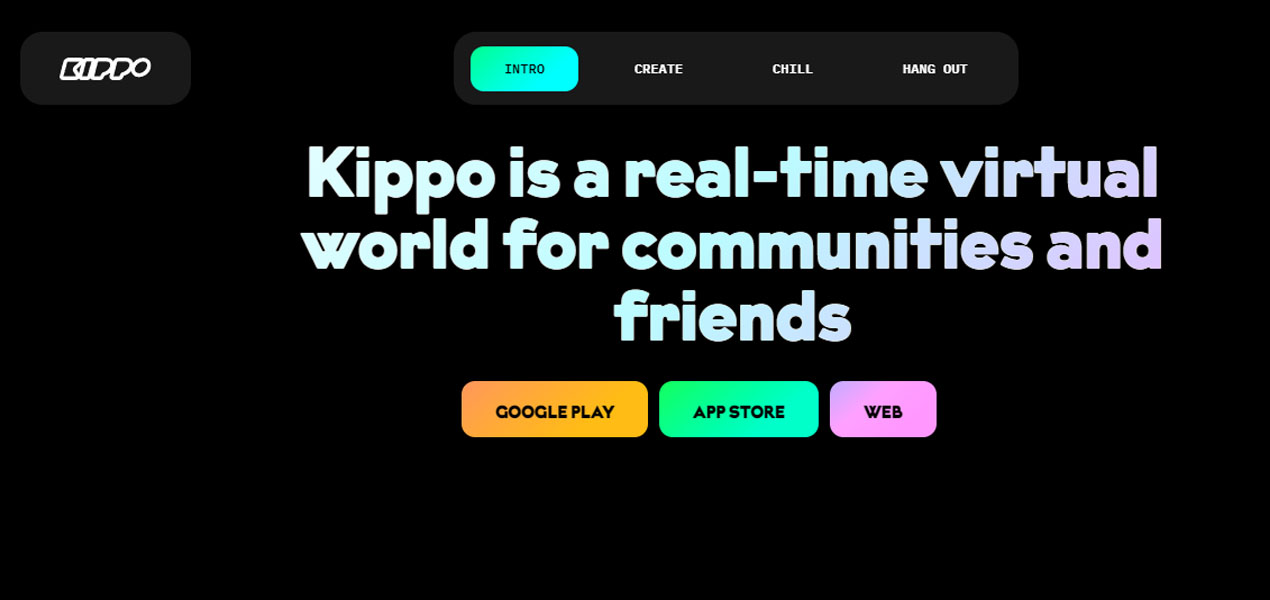 KIPPO
INTRO CREATE CHILL HANG OUT
Kippo is a real-time virtual
world for communities and
friends
GOOGLE PLAY APP STORE WEB